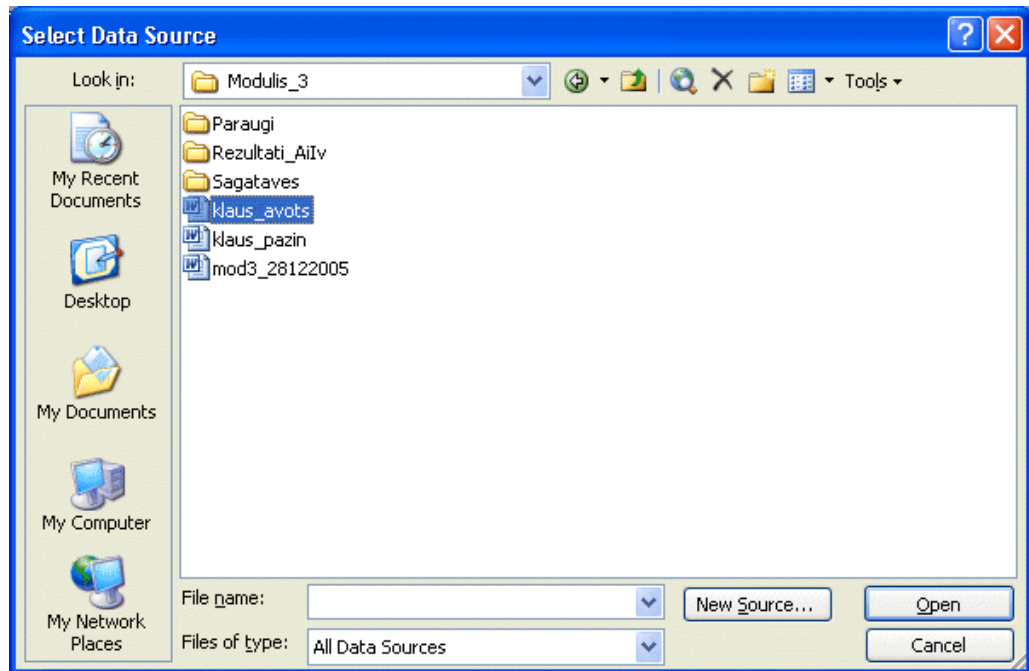 Select Data Source
Look in:
Modulis_3
Tools
My Recent
Documents
Desktop
My Documents
My Computer
My Network
Places
Paraugi
Rezultati_AiIv
Sagataves
klaus_avots
klaus_pazin
mod3_28122005
File name:
New Source...
Open
Files of type:
All Data Sources
Cancel